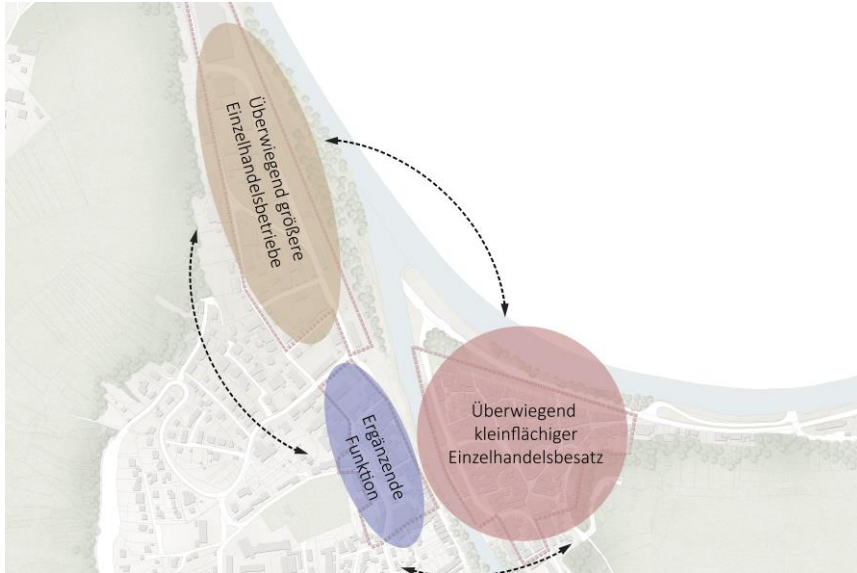 Überwiegend größere
Einzelhandelsbetriebe
Ergänzende
Funktion
Überwiegend
kleinflächiger
Einzelhandelsbesatz